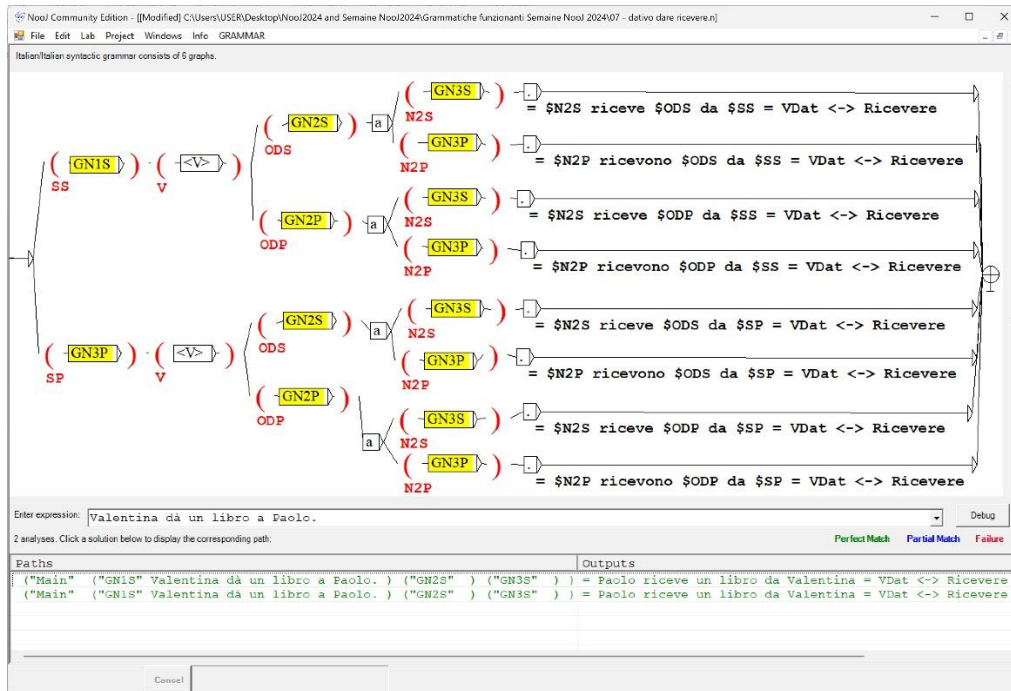 NooJ Community Edition - [[Modified] C:\Users\USER\Desktop\NooJ2024 and Semaine NooJ2024\Grammatiche funzionanti Semaine NooJ 2024\07 - dativo dare ricevere.n]
File Edit Lab Project Windows Info GRAMMAR
Italian/Italian syntactic grammar consists of 6 graphs.
( GN3S ) .
N2S = $N2S riceve $ODS da $SS = VDat <-> Ricevere
( GN2S ) a
ODS
( GN3P ) .
N2P = $N2P ricevono $ODS da $SS = VDat <-> Ricevere
( GN1S ) ( <V> )
SS V
( GN3S ) .
N2S = $N2S riceve $ODP da $SS = VDat <-> Ricevere
( GN2P ) a
ODP
( GN3P ) .
N2P = $N2P ricevono $ODP da $SS = VDat <-> Ricevere
( GN3S ) .
N2S = $N2S riceve $ODS da $SP = VDat <-> Ricevere
( GN2S ) a
ODS
( GN3P ) .
N2P = $N2P ricevono $ODS da $SP = VDat <-> Ricevere
( GN3P ) ( <V> )
SP V
( GN2P ) a
ODP
( GN3S ) .
N2S = $N2S riceve $ODP da $SP = VDat <-> Ricevere
( GN3P ) .
N2P = $N2P ricevono $ODP da $SP = VDat <-> Ricevere
Enter expression: Valentina dà un libro a Paolo. Debug
2 analyses. Click a solution below to display the corresponding path: Perfect Match Partial Match Failure
Paths Outputs
("Main" ("GN1S" Valentina dà un libro a Paolo. ) ("GN2S" ) ("GN3S" ) ) = Paolo riceve un libro da Valentina = VDat <-> Ricevere
("Main" ("GN1S" Valentina dà un libro a Paolo. ) ("GN2S" ) ("GN3S" ) ) = Paolo riceve un libro da Valentina = VDat <-> Ricevere
Cancel